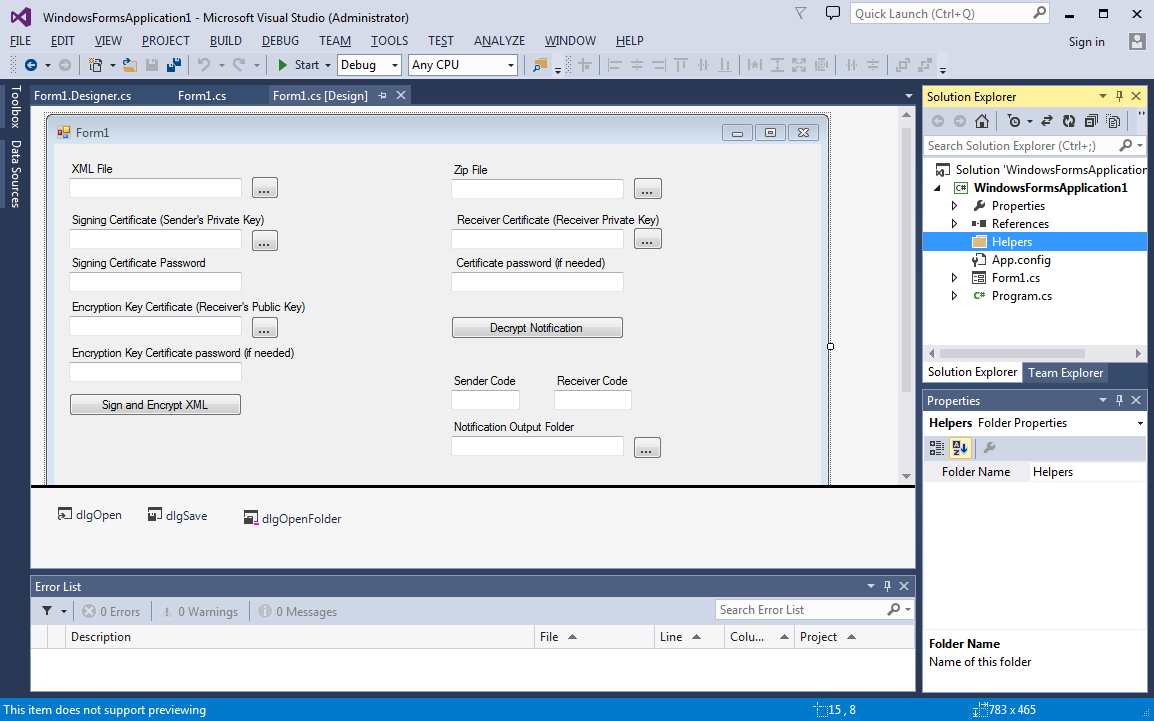 WindowsFormsApplication1 - Microsoft Visual Studio (Administrator)
Quick Launch (Ctrl+Q)
FILE EDIT VIEW PROJECT BUILD DEBUG TEAM TOOLS TEST ANALYZE WINDOW HELP
Sign in
Start Debug Any CPU
Toolbox
Data Sources
Form1.Designer.cs Form1.cs Form1.cs [Design]
Form1
XML File
...
Signing Certificate (Sender's Private Key)
...
Signing Certificate Password
Encryption Key Certificate (Receiver's Public Key)
...
Encryption Key Certificate password (if needed)
Sign and Encrypt XML
Zip File
...
Receiver Certificate (Receiver Private Key)
...
Certificate password (if needed)
Decrypt Notification
Sender Code Receiver Code
Notification Output Folder
...
dlgOpen dlgSave dlgOpenFolder
Error List
0 Errors 0 Warnings 0 Messages
Search Error List
Description File Line Colu... Project
Solution Explorer
Search Solution Explorer (Ctrl+;)
Solution 'WindowsFormsApplication
WindowsFormsApplication1
Properties
References
Helpers
App.config
Form1.cs
C# Program.cs
Solution Explorer Team Explorer
Properties
Helpers Folder Properties
Folder Name Helpers
Folder Name
Name of this folder
This item does not support previewing
15 , 8
783 x 465